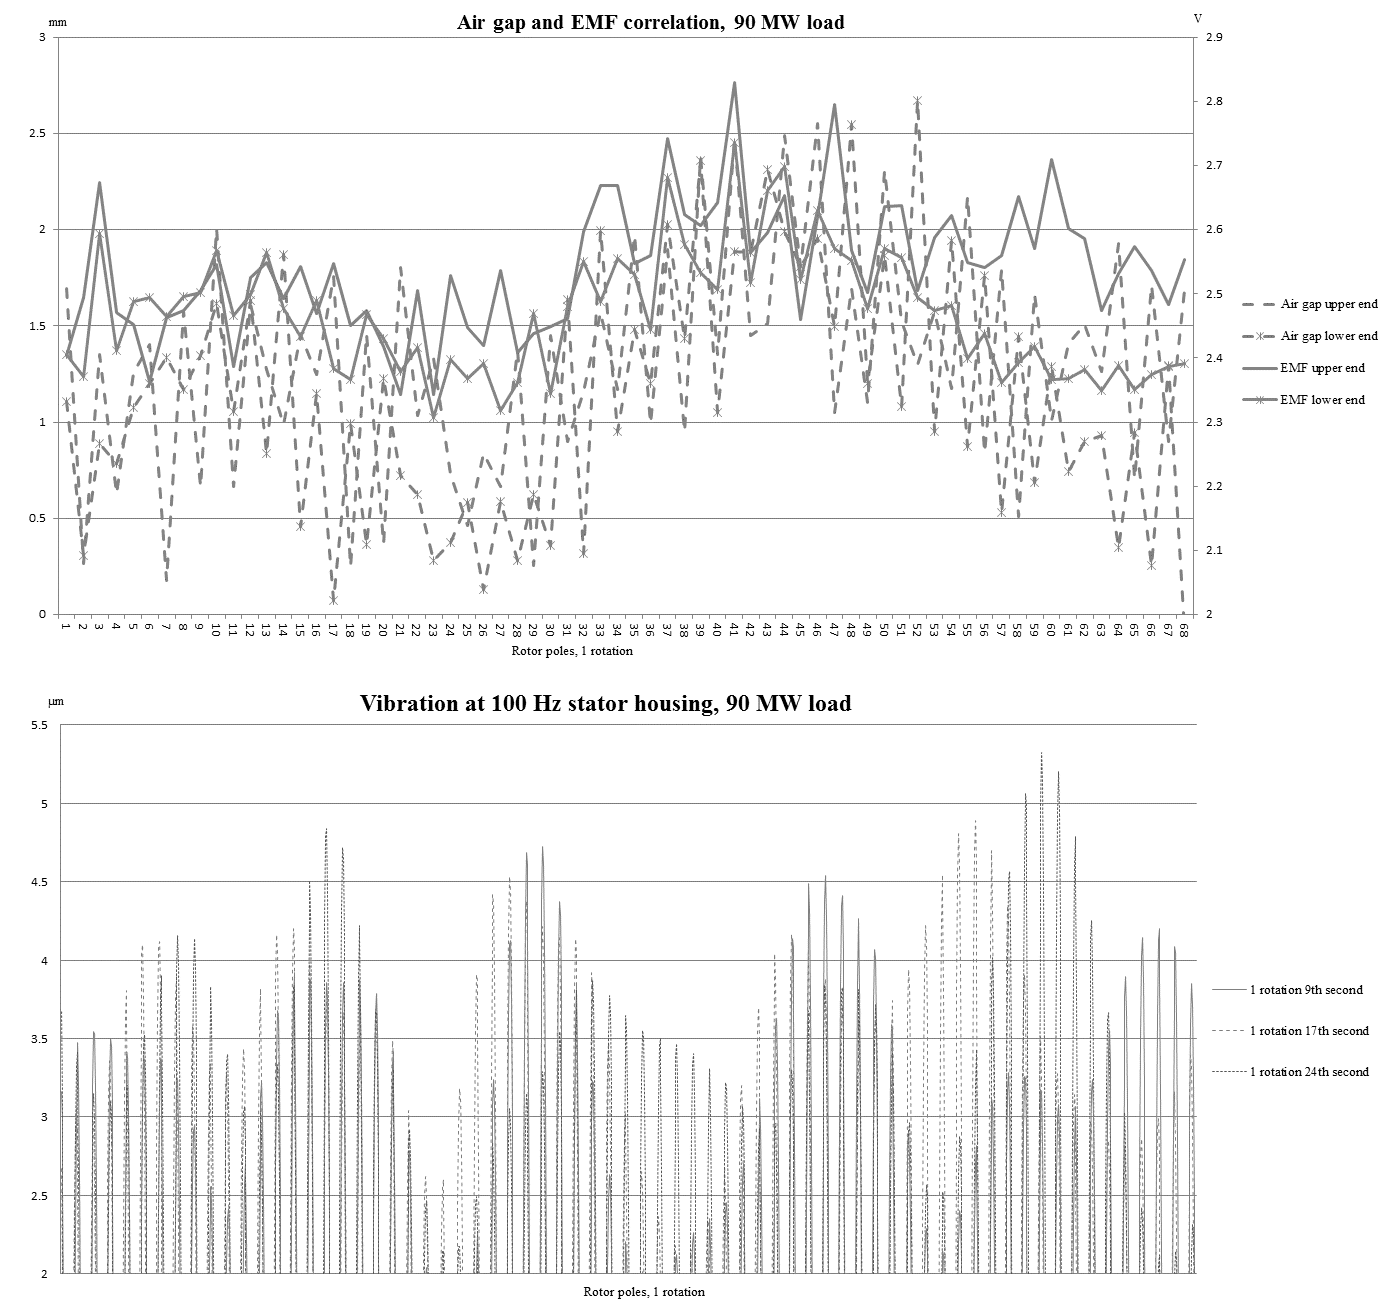 Air gap and EMF correlation, 90 MW load
mm
V
3
2.5
2
1.5
1
0.5
0
2.9
2.8
2.7
2.6
2.5
2.4
2.3
2.2
2.1
2
1 2 3 4 5 6 7 8 9 10 11 12 13 14 15 16 17 18 19 20 21 22 23 24 25 26 27 28 29 30 31 32 33 34 35 36 37 38 39 40 41 42 43 44 45 46 47 48 49 50 51 52 53 54 55 56 57 58 59 60 61 62 63 64 65 66 67 68
Rotor poles, 1 rotation
Air gap upper end
Air gap lower end
EMF upper end
EMF lower end
Vibration at 100 Hz stator housing, 90 MW load
μm
5.5
5
4.5
4
3.5
3
2.5
2
Rotor poles, 1 rotation
1 rotation 9th second
1 rotation 17th second
1 rotation 24th second